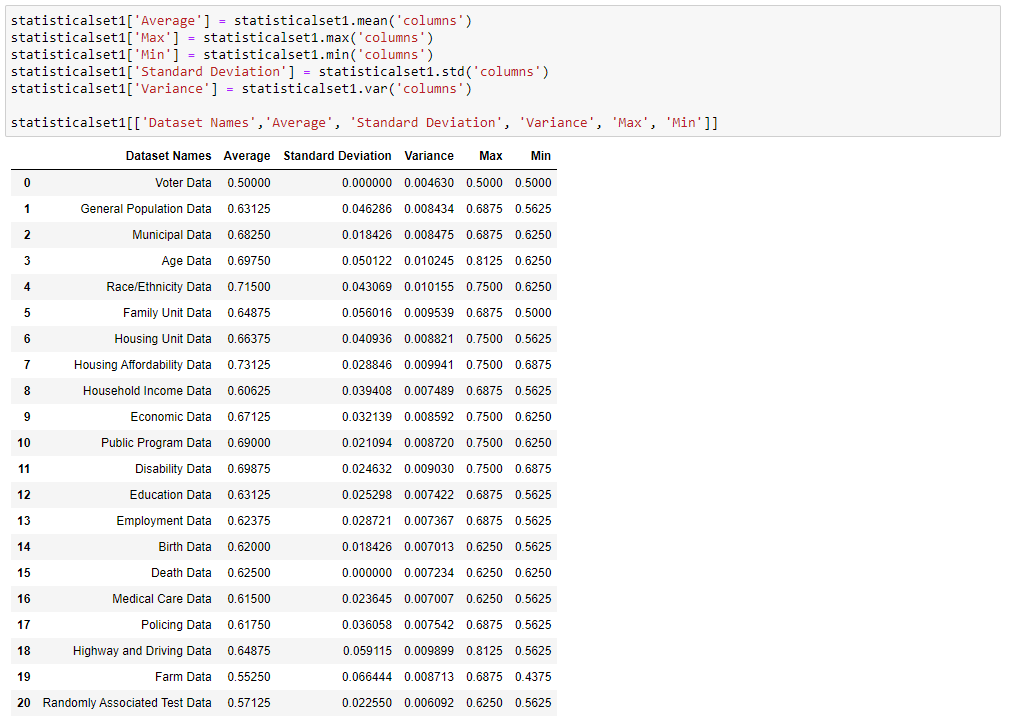 statisticalset1['Average'] = statisticalset1.mean('columns')
statisticalset1['Max'] = statisticalset1.max('columns')
statisticalset1['Min'] = statisticalset1.min('columns')
statisticalset1['Standard Deviation'] = statisticalset1.std('columns')
statisticalset1['Variance'] = statisticalset1.var('columns')
statisticalset1[['Dataset Names','Average', 'Standard Deviation', 'Variance', 'Max', 'Min']]
Dataset Names Average Standard Deviation Variance Max Min
0 Voter Data 0.50000 0.000000 0.004630 0.5000 0.5000
1 General Population Data 0.63125 0.046286 0.008434 0.6875 0.5625
2 Municipal Data 0.68250 0.018426 0.008475 0.6875 0.6250
3 Age Data 0.69750 0.050122 0.010245 0.8125 0.6250
4 Race/Ethnicity Data 0.71500 0.043069 0.010155 0.7500 0.6250
5 Family Unit Data 0.64875 0.056016 0.009539 0.6875 0.5000
6 Housing Unit Data 0.66375 0.040936 0.008821 0.7500 0.5625
7 Housing Affordability Data 0.73125 0.028846 0.009941 0.7500 0.6875
8 Household Income Data 0.60625 0.039408 0.007489 0.6875 0.5625
9 Economic Data 0.67125 0.032139 0.008592 0.7500 0.6250
10 Public Program Data 0.69000 0.021094 0.008720 0.7500 0.6250
11 Disability Data 0.69875 0.024632 0.009030 0.7500 0.6875
12 Education Data 0.63125 0.025298 0.007422 0.6875 0.5625
13 Employment Data 0.62375 0.028721 0.007367 0.6875 0.5625
14 Birth Data 0.62000 0.018426 0.007013 0.6250 0.5625
15 Death Data 0.62500 0.000000 0.007234 0.6250 0.6250
16 Medical Care Data 0.61500 0.023645 0.007007 0.6250 0.5625
17 Policing Data 0.61750 0.036058 0.007542 0.6875 0.5625
18 Highway and Driving Data 0.64875 0.059115 0.009899 0.8125 0.5625
19 Farm Data 0.55250 0.066444 0.008713 0.6875 0.4375
20 Randomly Associated Test Data 0.57125 0.022550 0.006092 0.6250 0.5625